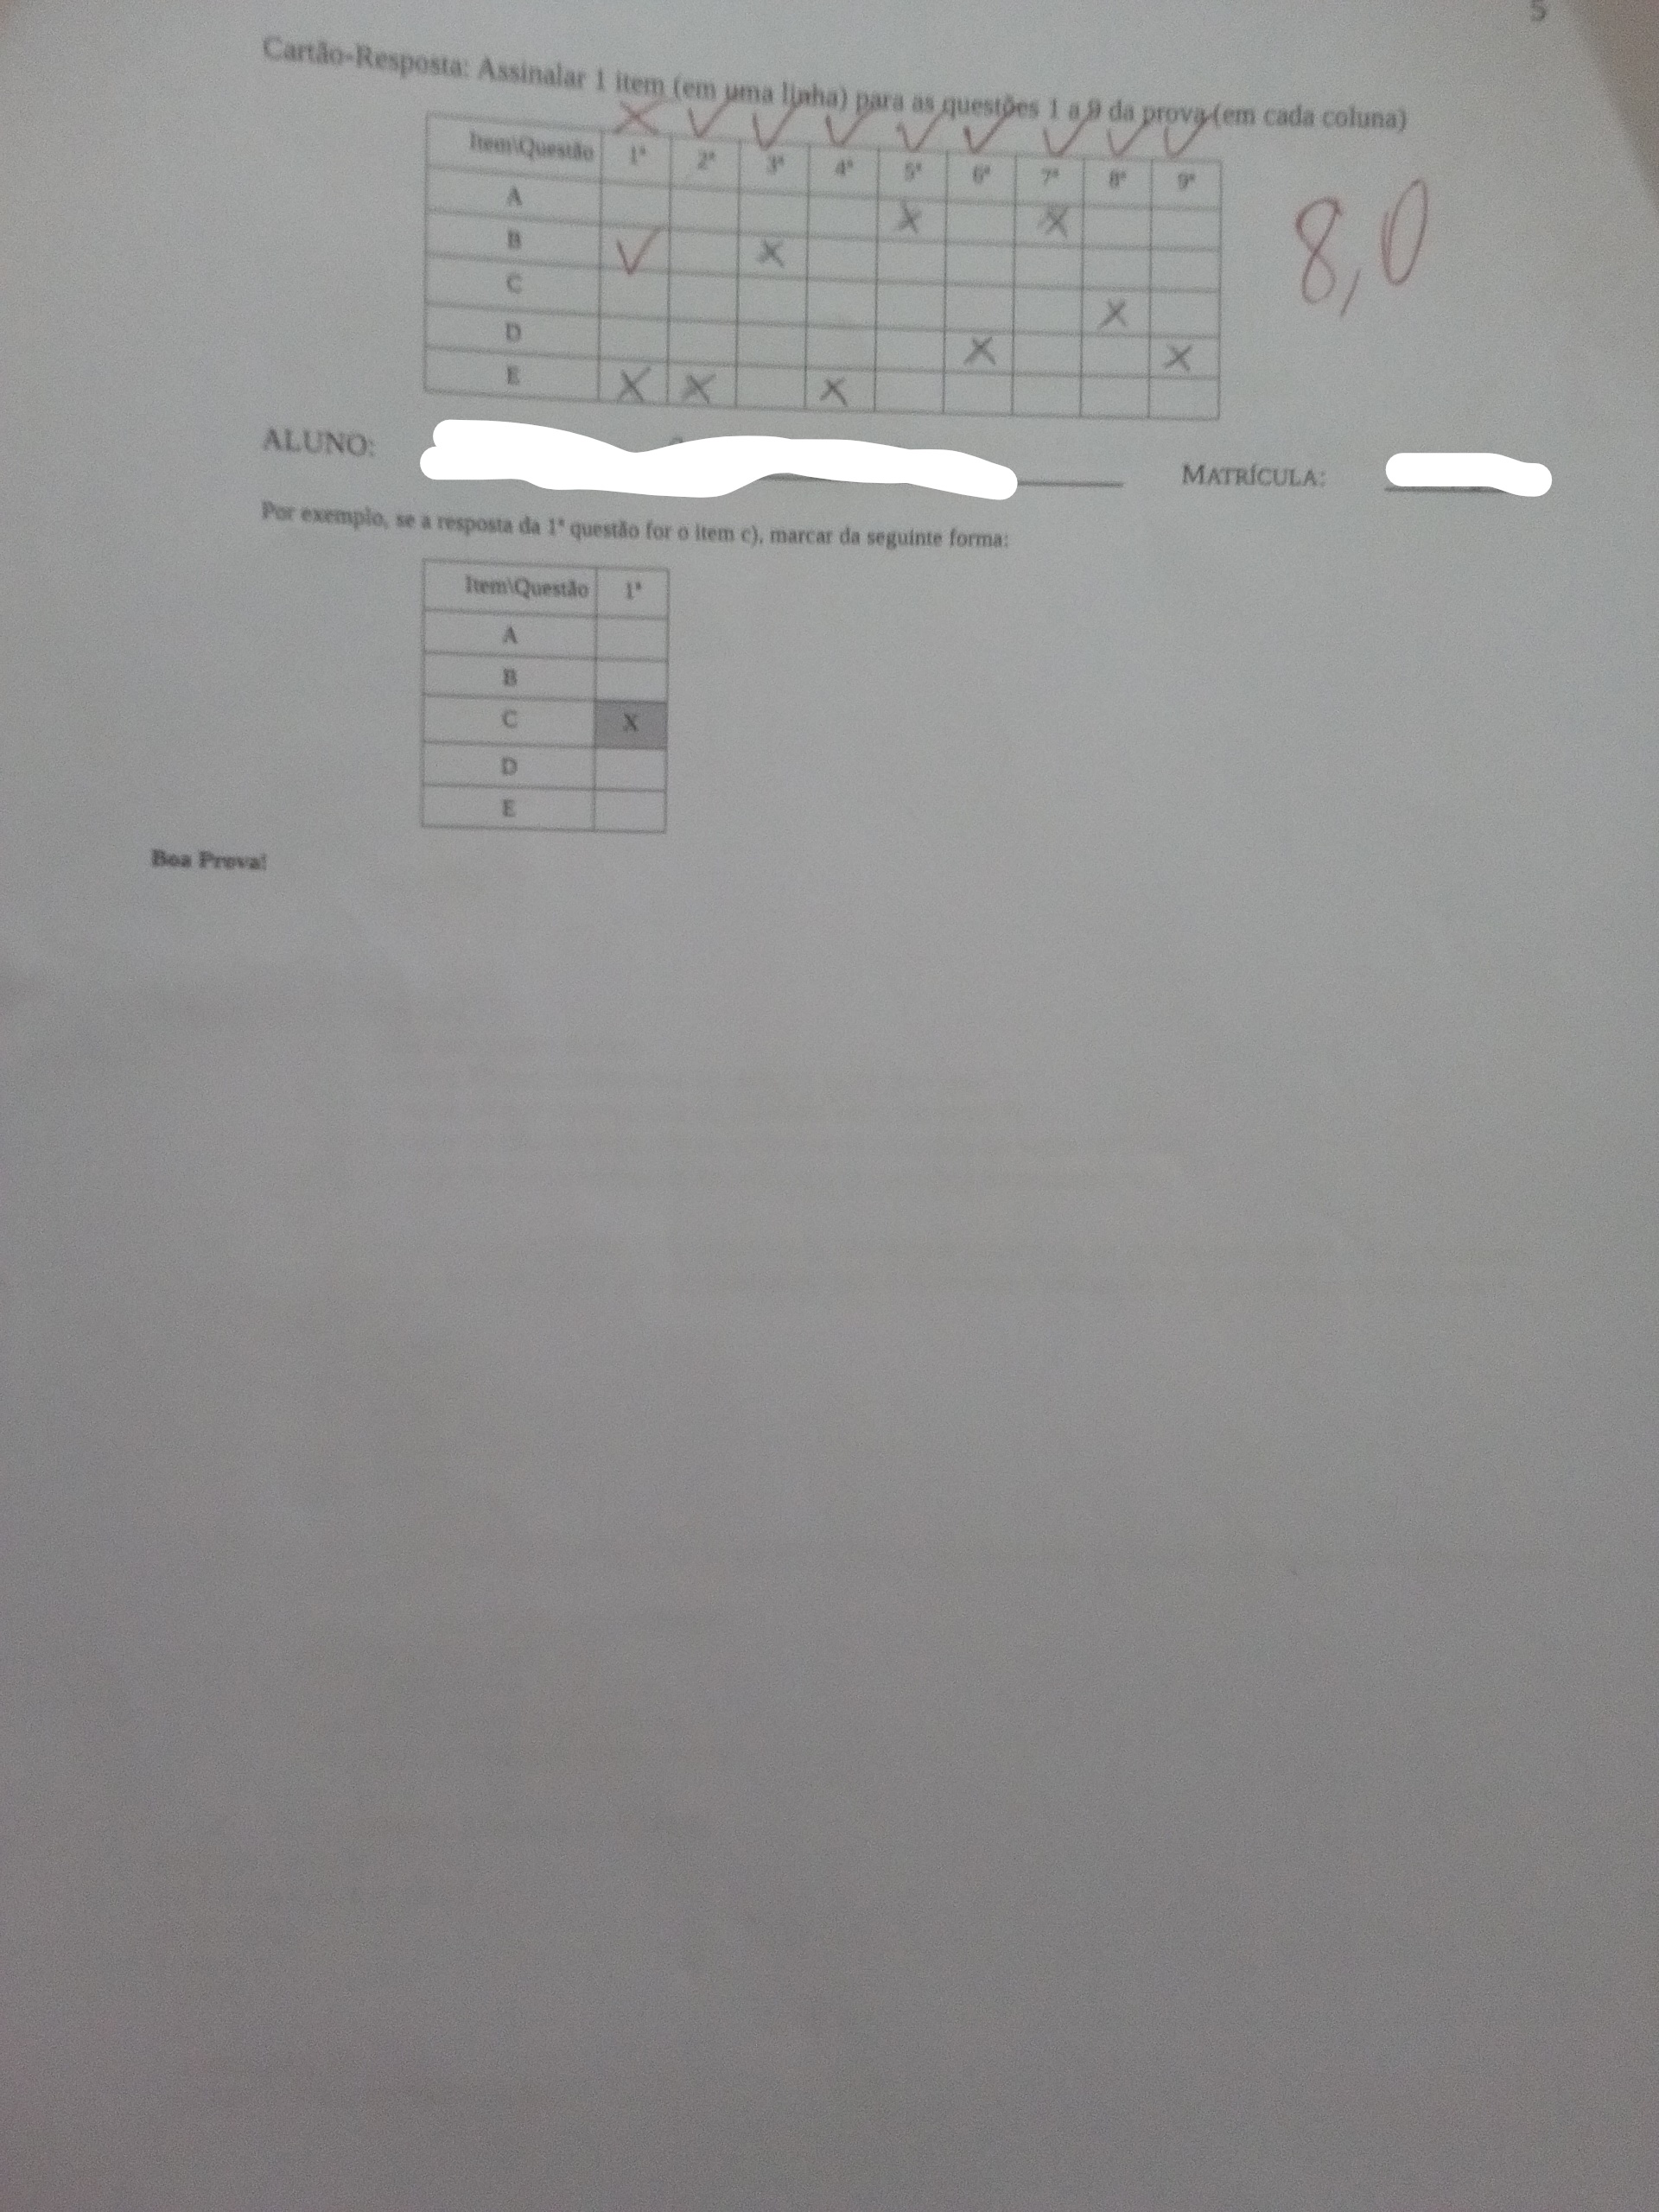 5
Cartão-Resposta: Assinalar 1 item (em uma linha) para as questões 1 a 9 da prova (em cada coluna)
X ✓ ✓ ✓ ✓ ✓ ✓ ✓ ✓
Item\Questão 1ª 2ª 3ª 4ª 5ª 6ª 7ª 8ª 9ª
A X X
B ✓ X
C X
D X X
E X X X
8,0
ALUNO: MATRÍCULA:
Por exemplo, se a resposta da 1ª questão for o item c), marcar da seguinte forma:
Item\Questão 1ª
A
B
C X
D
E
Boa Prova!